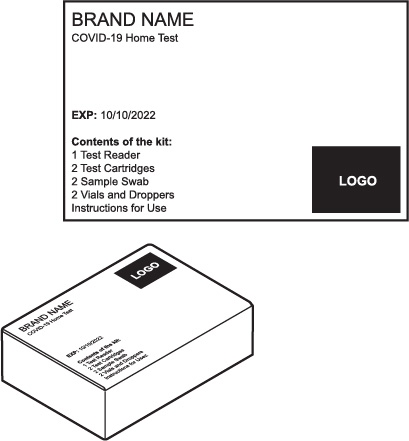 BRAND NAME
COVID-19 Home Test
EXP: 10/10/2022
Contents of the kit:
1 Test Reader
2 Test Cartridges
2 Sample Swab
2 Vials and Droppers
Instructions for Use
LOGO
LOGO
BRAND NAME
COVID-19 Home Test
EXP: 10/10/2022
Contents of the kit:
1 Test Reader
2 Test Cartridges
2 Sample Swab
2 Vials and Droppers
Instructions for Use: